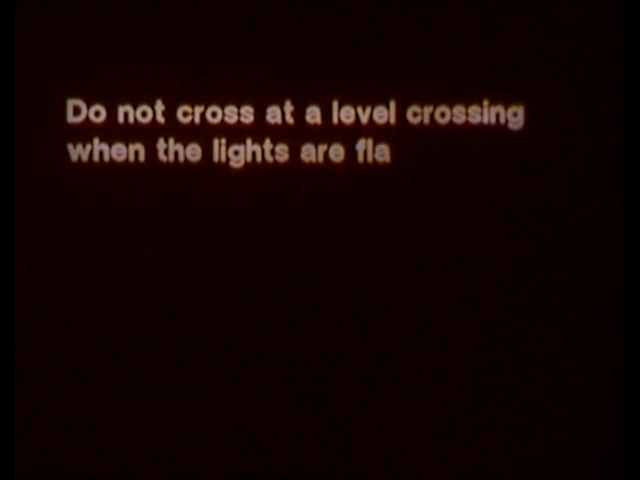 Do not cross at a level crossing
when the lights are fla